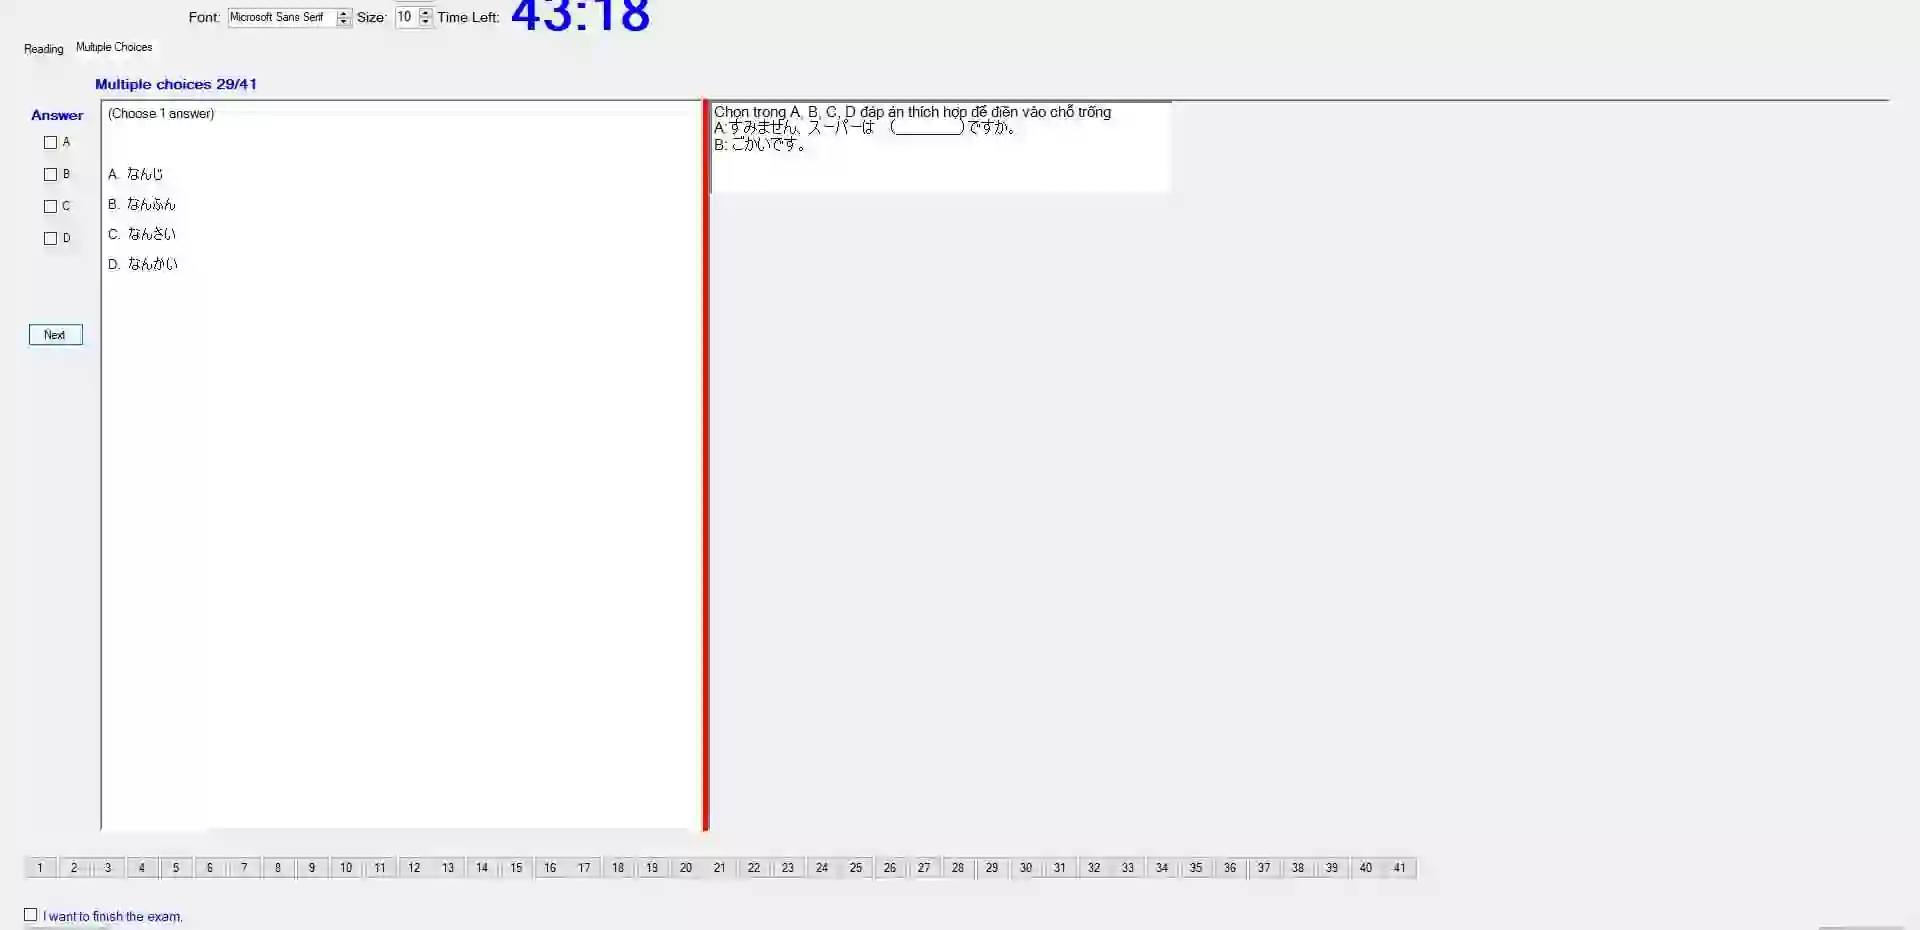 Font: Microsoft Sans Serif Size: 10 Time Left: 43:18
Reading Multiple Choices
Multiple choices 29/41
Answer
A
B
C
D
Next
(Choose 1 answer)
A. なんじ
B. なんふん
C. なんさい
D. なんがい
Chọn trong A, B, C, D đáp án thích hợp để điền vào chỗ trống
A:すみません、スーパーは (________)ですか。
B: ごかいです。
1 2 3 4 5 6 7 8 9 10 11 12 13 14 15 16 17 18 19 20 21 22 23 24 25 26 27 28 29 30 31 32 33 34 35 36 37 38 39 40 41
I want to finish the exam.